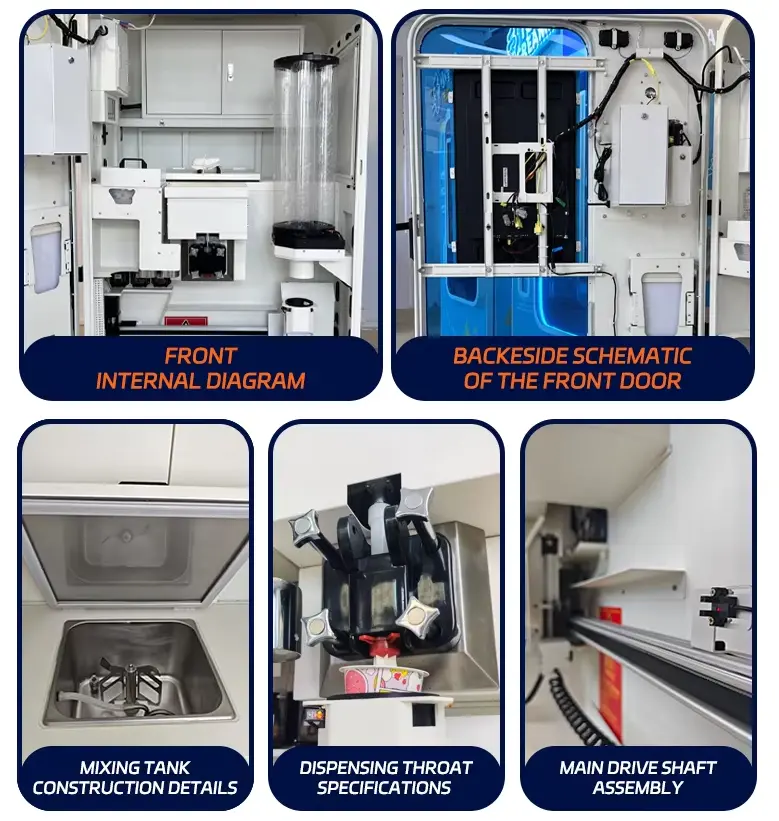 FRONT
INTERNAL DIAGRAM
BACKESIDE SCHEMATIC
OF THE FRONT DOOR
MIXING TANK
CONSTRUCTION DETAILS
DISPENSING THROAT
SPECIFICATIONS
MAIN DRIVE SHAFT
ASSEMBLY